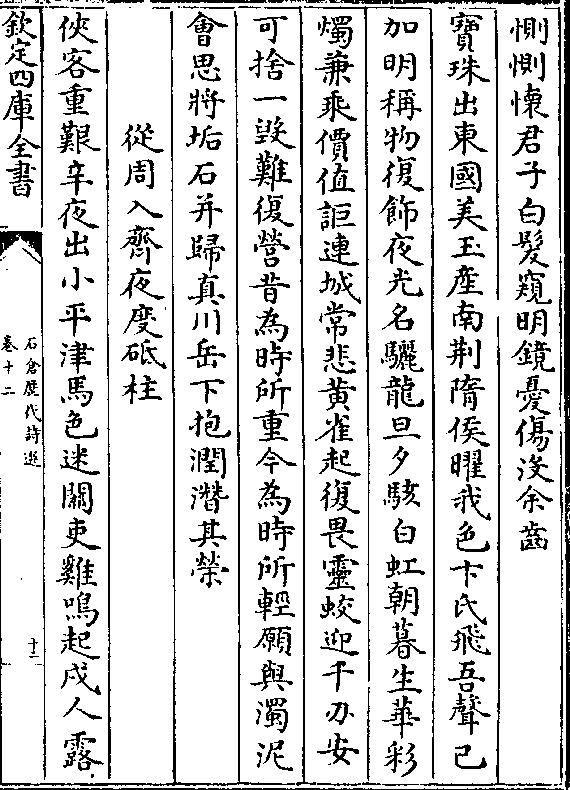 惻惻懷君子白髮窺明鏡憂傷沒余齒
寶珠出東國美玉産南荆隋侯曜我色卞氏飛吾聲已
加明稱物復飾夜光名驪龍旦夕駭白虹朝暮生華彩
燭兼乘價值詎連城常悲黄雀起復畏靈蛟迎千刃安
可捨一毀難復營昔為時所重今為時所輕願與濁泥
會思將垢石并歸真川岳下抱潤潛其榮
從周入齊夜度砥柱
俠客重艱辛夜出小平津馬色迷關吏雞鳴起戍人露
欽定四庫全書
石倉歷代詩選
卷十二
十二